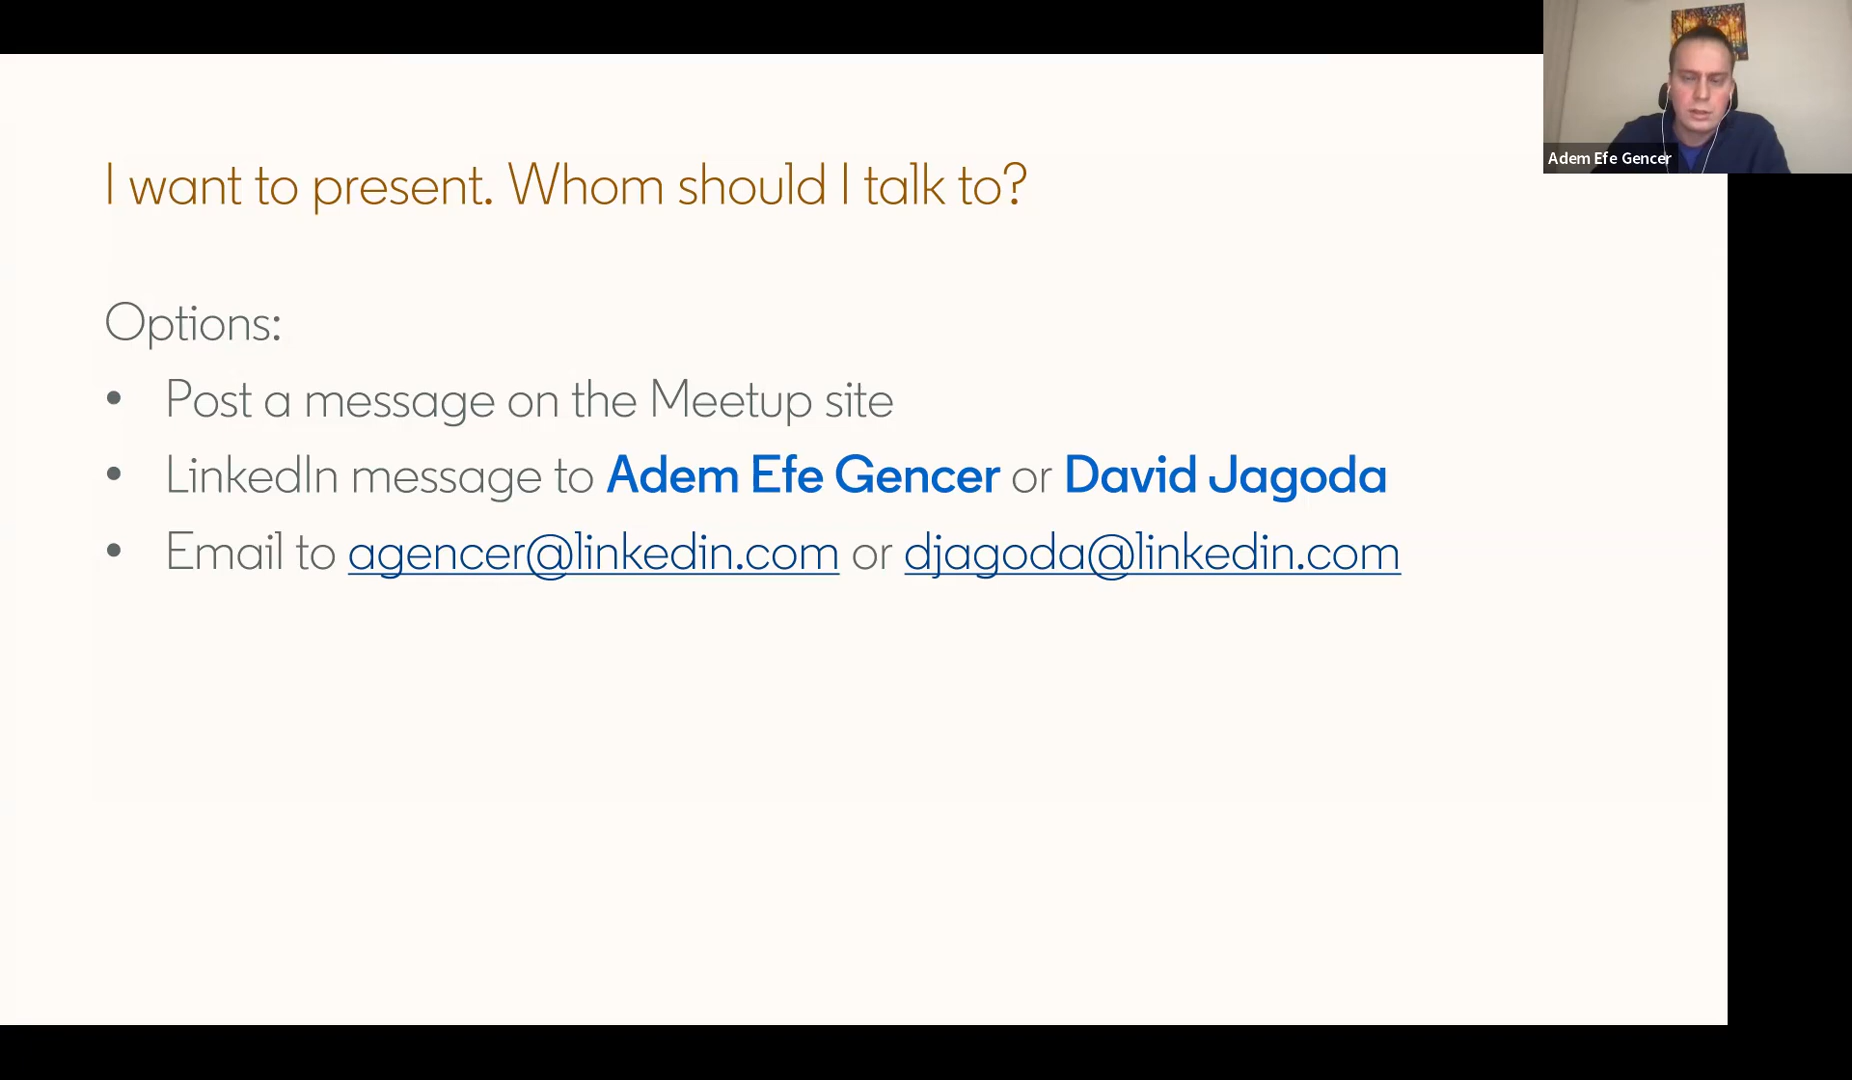 I want to present. Whom should I talk to?
Options:
• Post a message on the Meetup site
• LinkedIn message to Adem Efe Gencer or David Jagoda
• Email to agencer@linkedin.com or djagoda@linkedin.com
Adem Efe Gencer